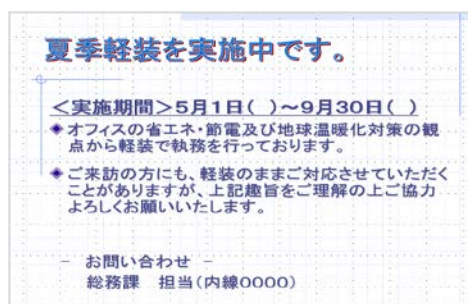 夏季軽装を実施中です。
＜実施期間＞5月1日( )～9月30日( )
◆オフィスの省エネ・節電及び地球温暖化対策の観
点から軽装で執務を行っております。
◆ご来訪の方にも、軽装のままご対応させていただく
ことがありますが、上記趣旨をご理解の上ご協力
よろしくお願いいたします。
− お問い合わせ −
総務課　担当(内線0000)